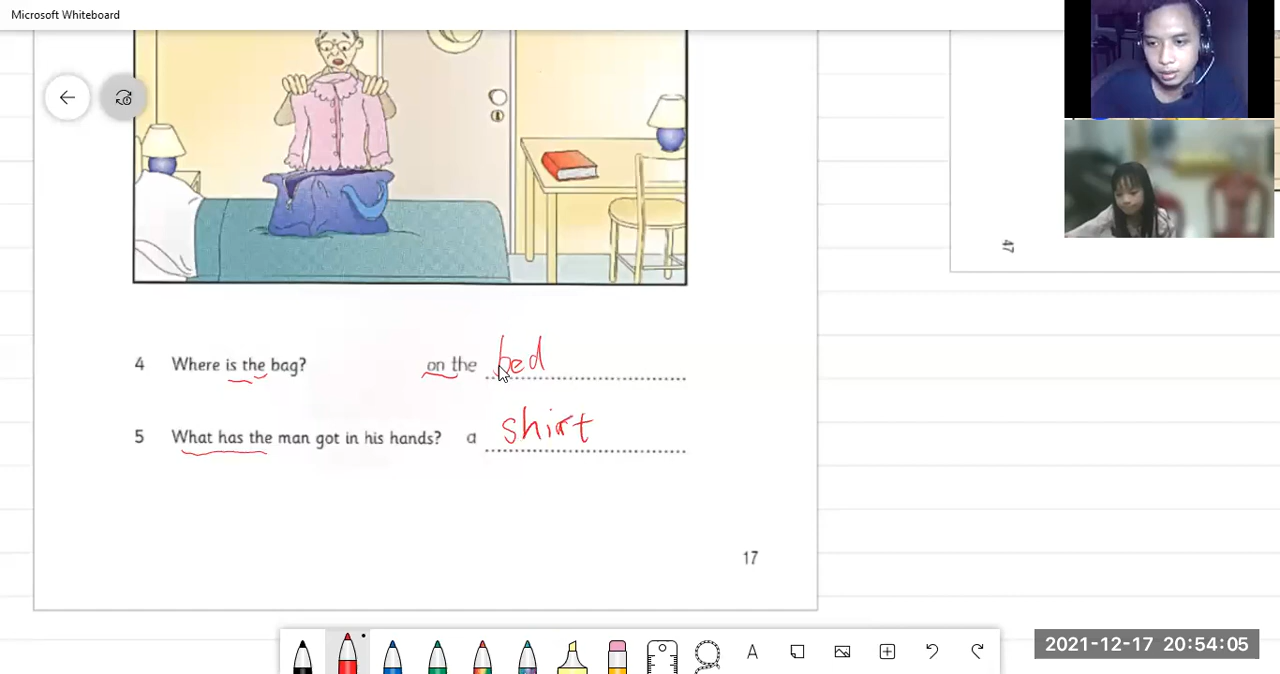 Microsoft Whiteboard
4 Where is the bag? on the bed
5 What has the man got in his hands? a shirt
17
47
A
2021-12-17 20:54:05